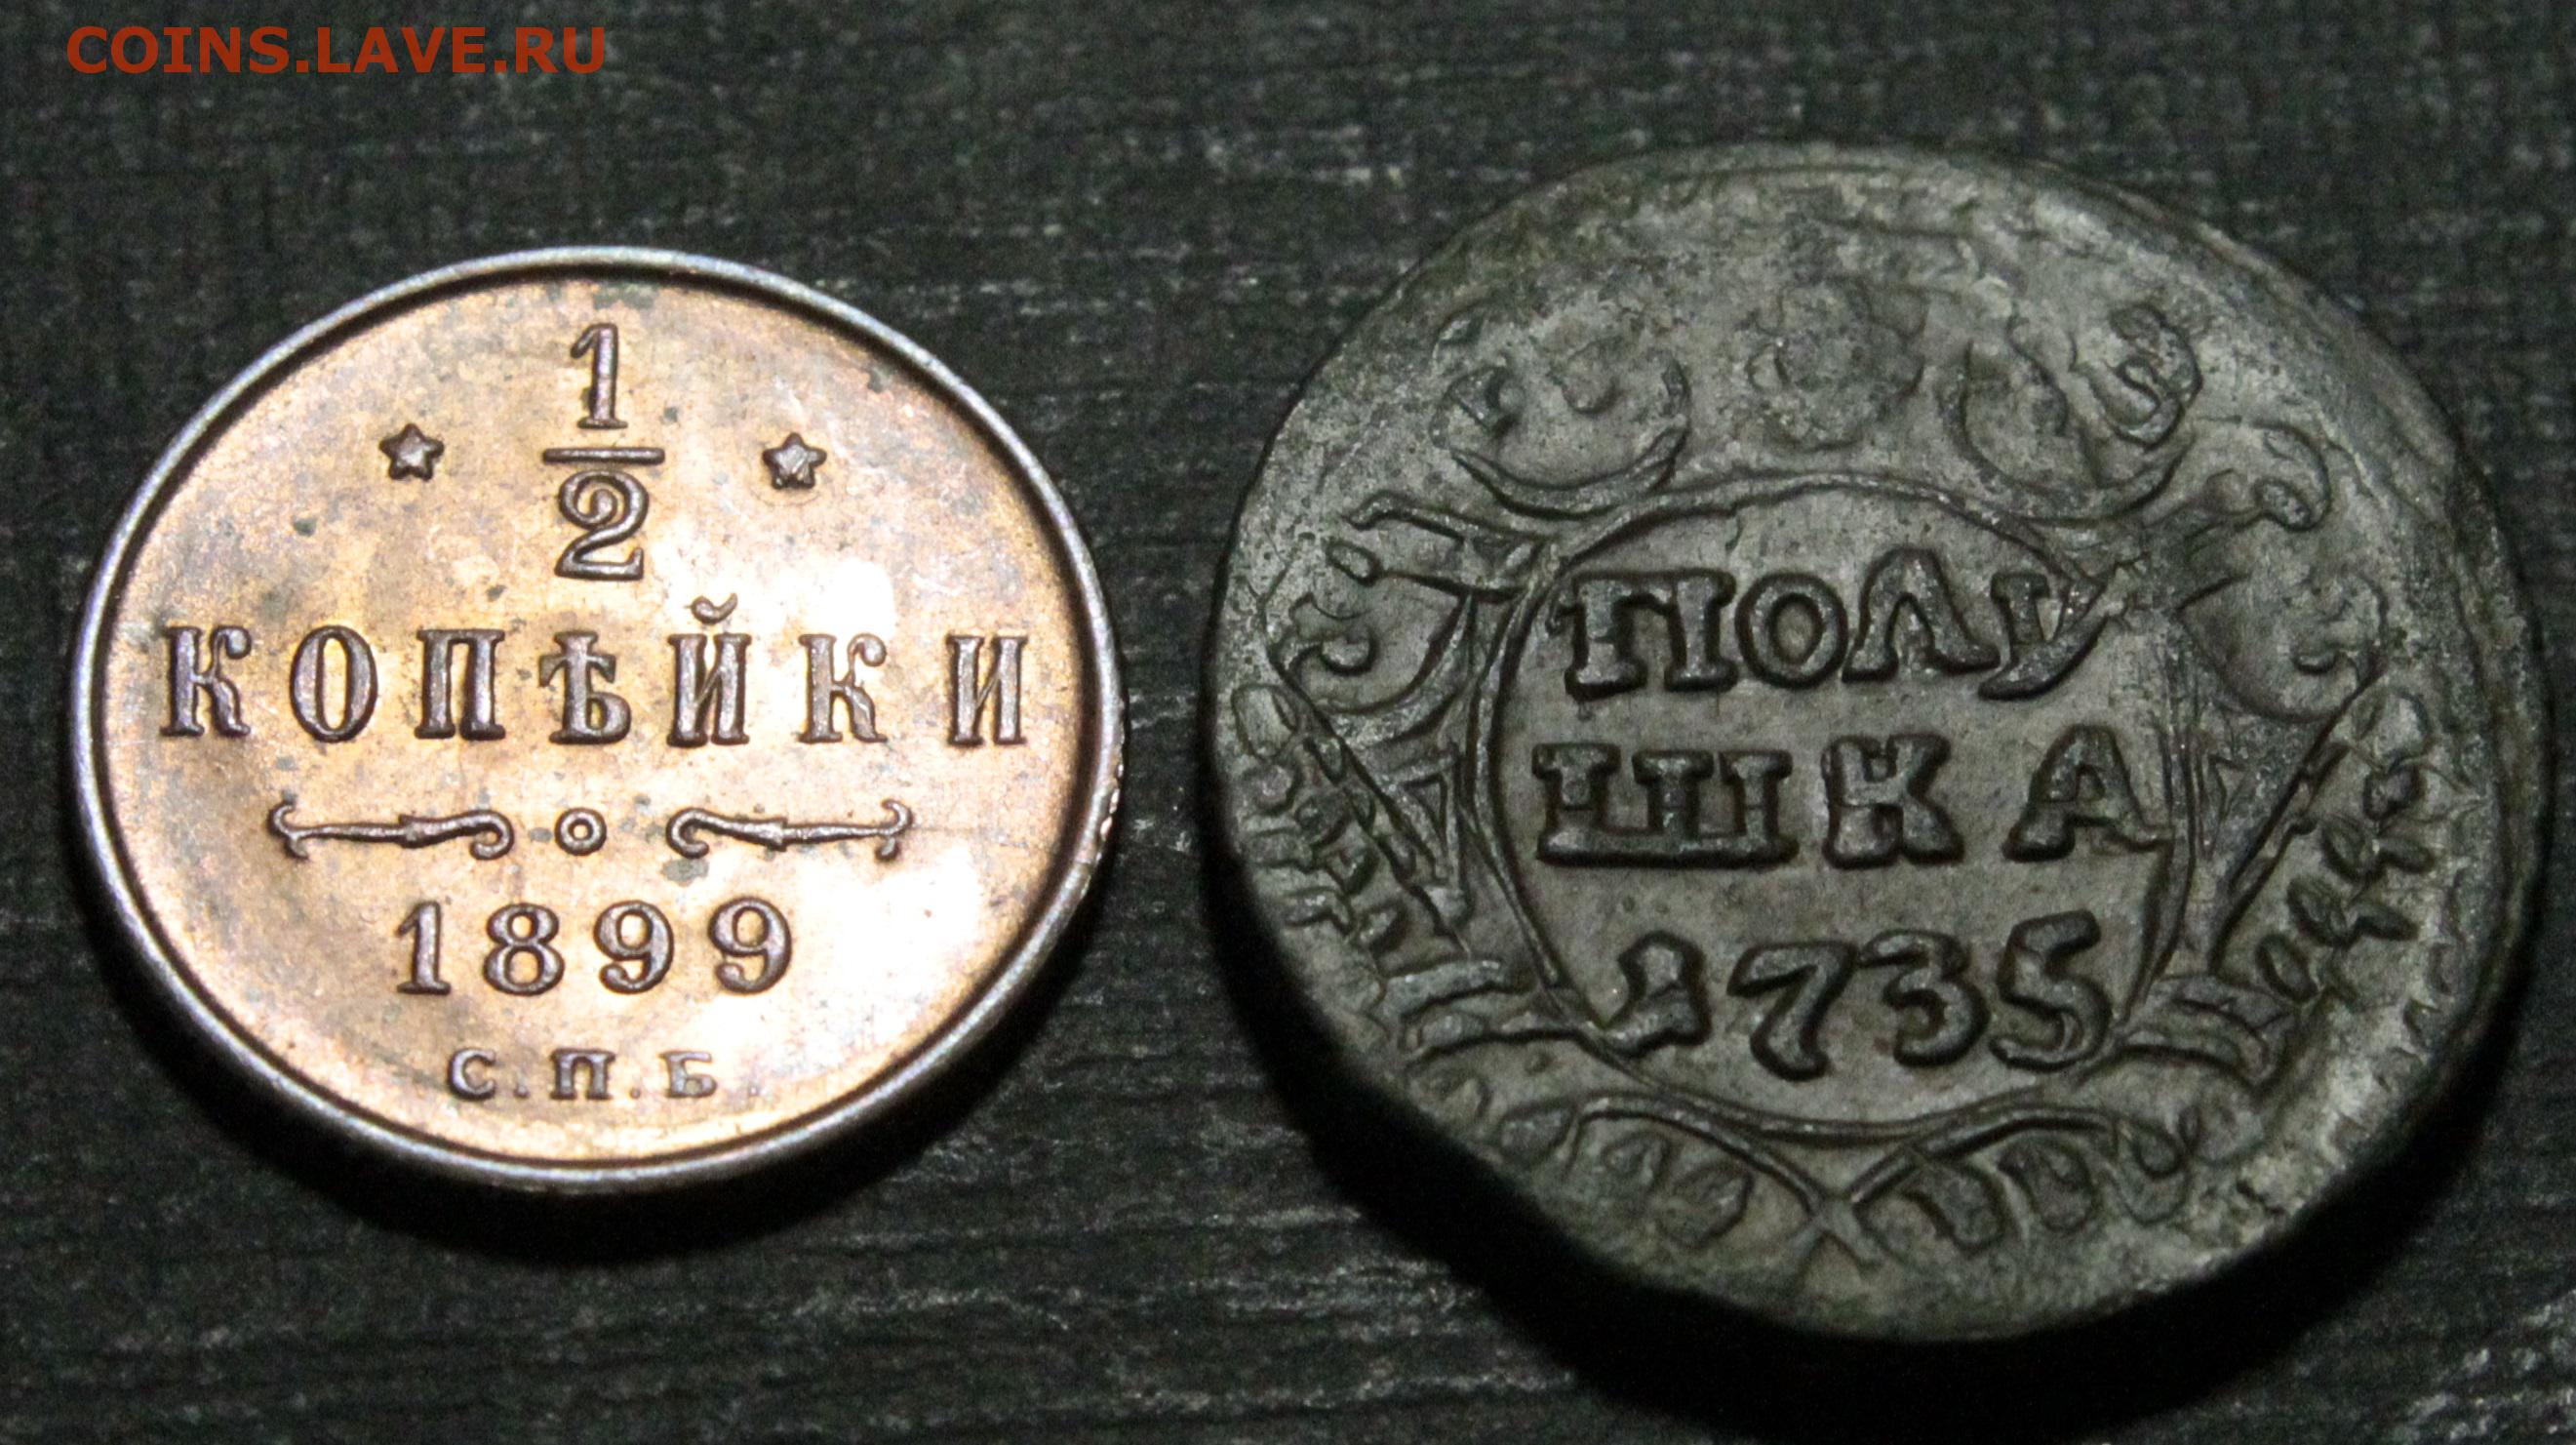 COINS.LAVE.RU
1
2
КОПѢЙКИ
1899
С.П.Б.
ПОЛУ
ШКА
1735